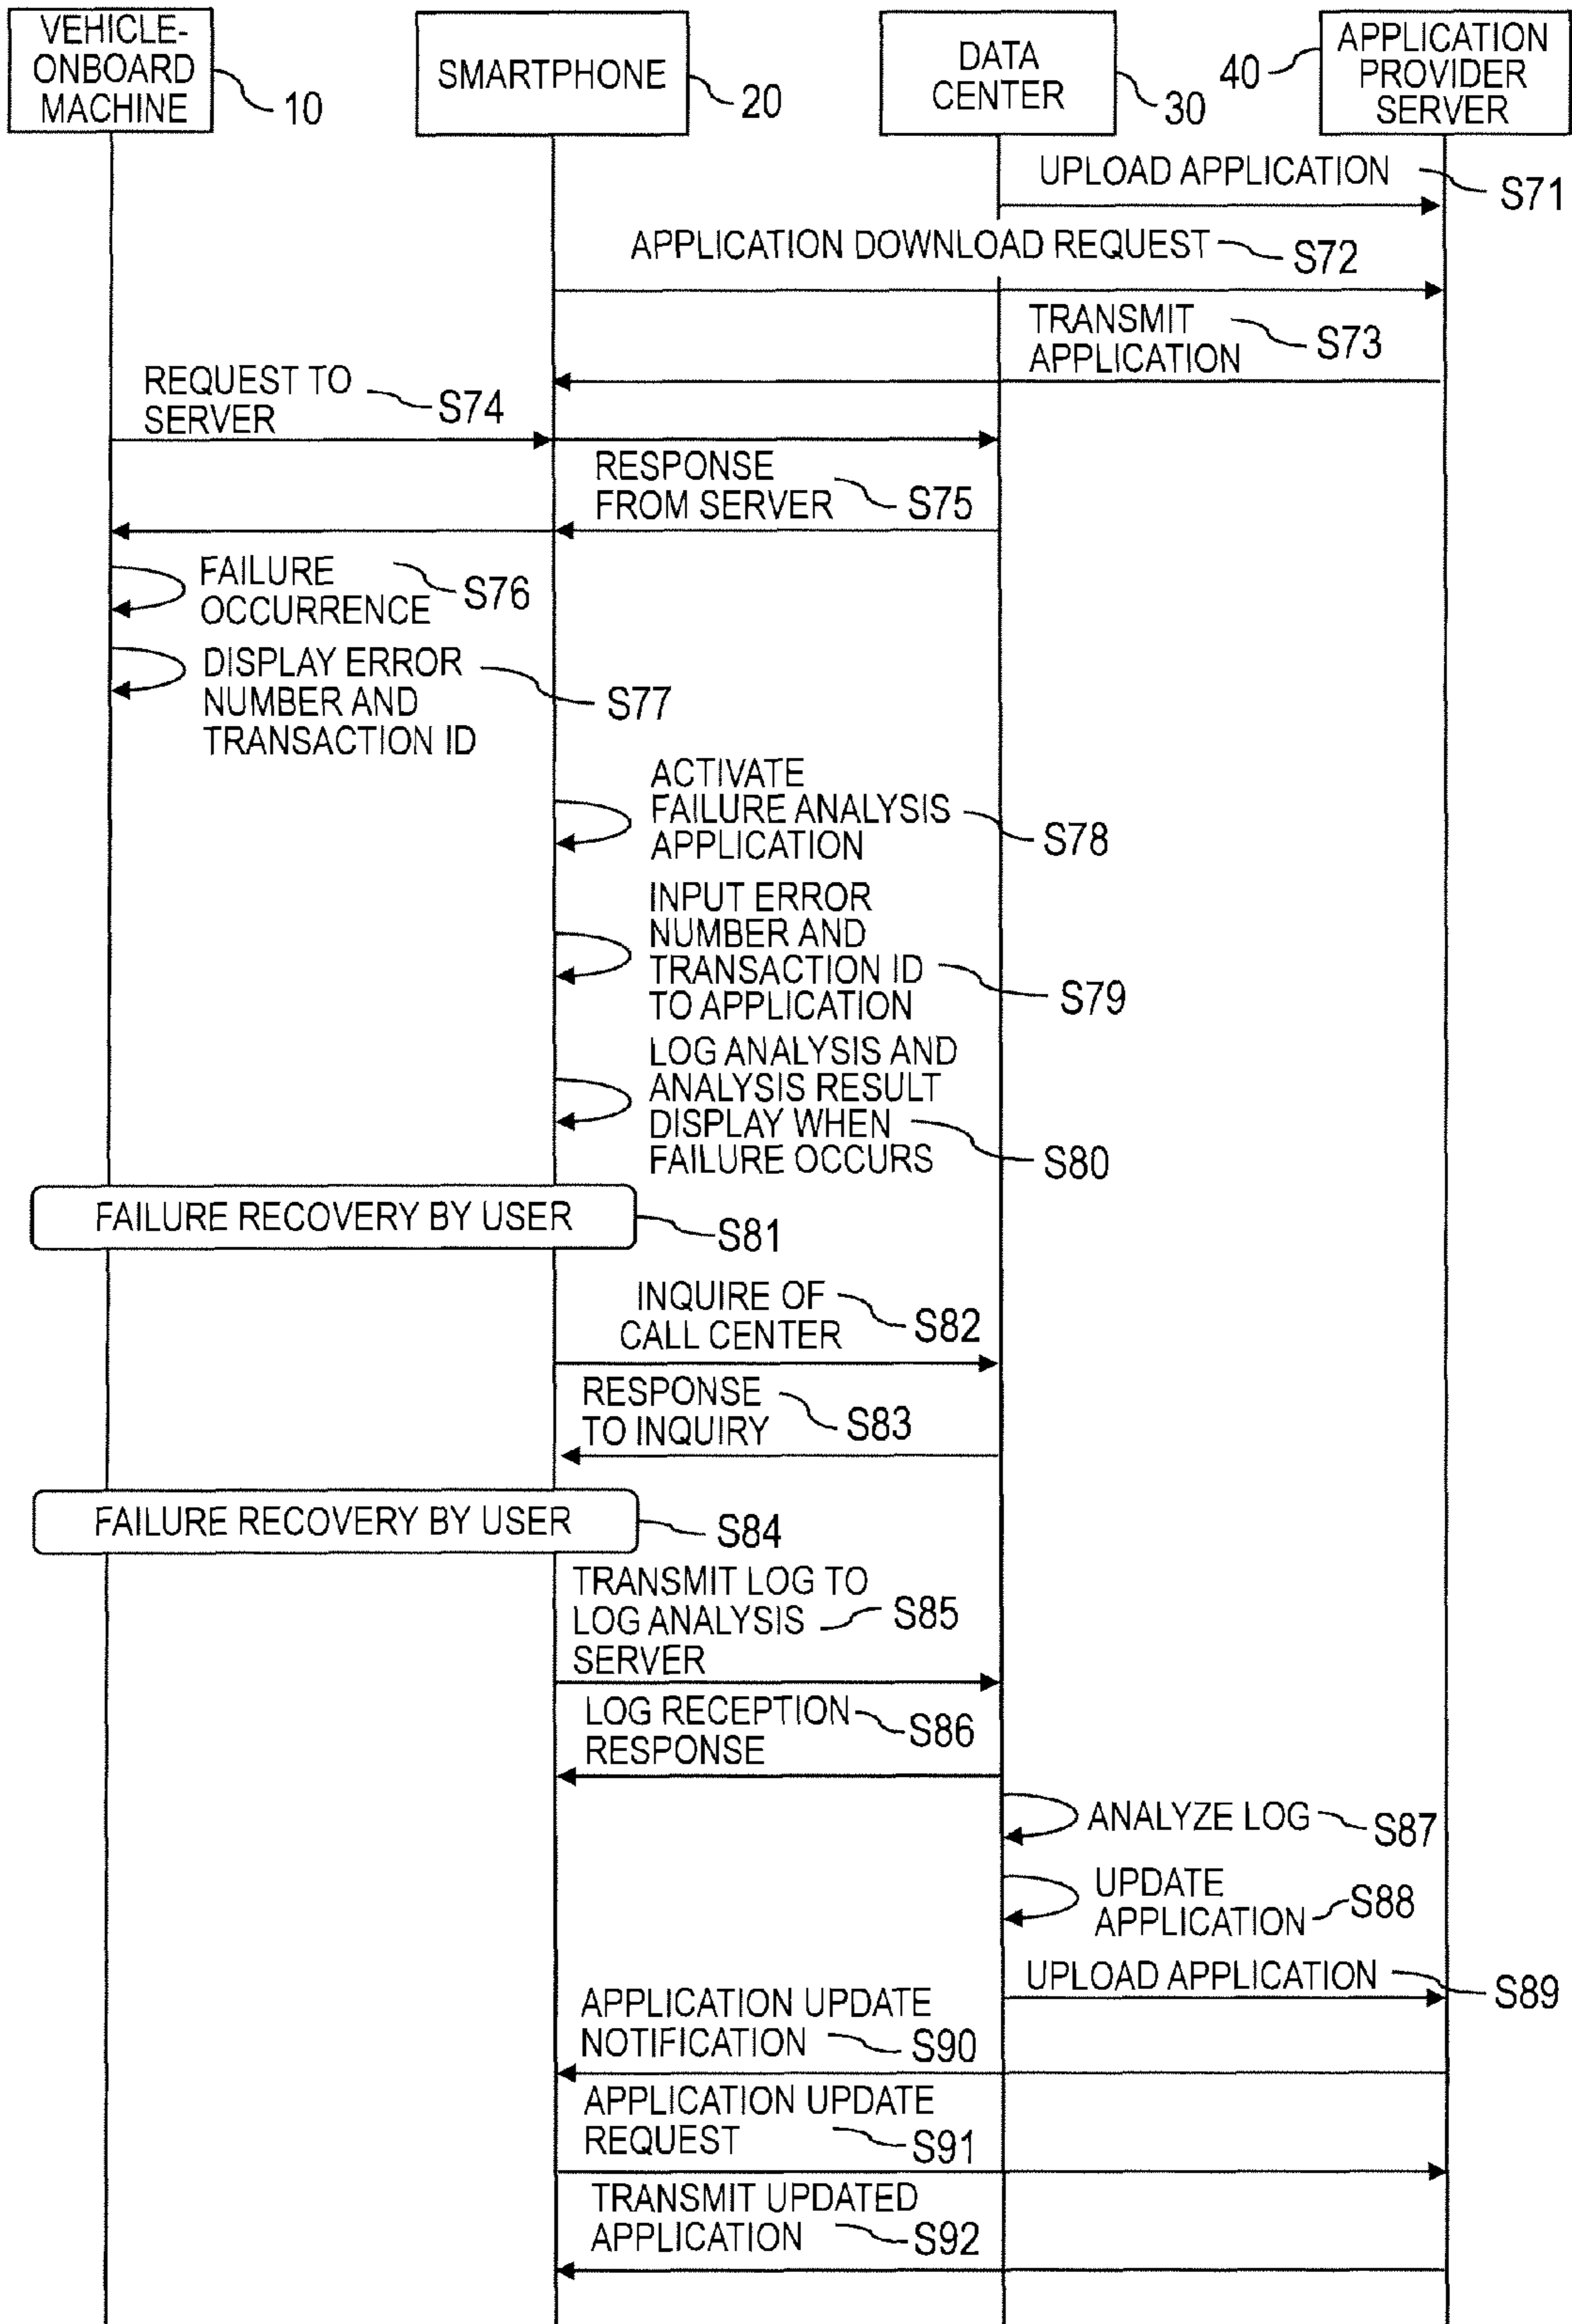 VEHICLE-
ONBOARD
MACHINE
10
SMARTPHONE
20
DATA
CENTER
30
40
APPLICATION
PROVIDER
SERVER
UPLOAD APPLICATION
S71
APPLICATION DOWNLOAD REQUEST
S72
TRANSMIT
APPLICATION
S73
REQUEST TO
SERVER
S74
RESPONSE
FROM SERVER
S75
FAILURE
OCCURRENCE
S76
DISPLAY ERROR
NUMBER AND
TRANSACTION ID
S77
ACTIVATE
FAILURE ANALYSIS
APPLICATION
S78
INPUT ERROR
NUMBER AND
TRANSACTION ID
TO APPLICATION
S79
LOG ANALYSIS AND
ANALYSIS RESULT
DISPLAY WHEN
FAILURE OCCURS
S80
FAILURE RECOVERY BY USER
S81
INQUIRE OF
CALL CENTER
S82
RESPONSE
TO INQUIRY
S83
FAILURE RECOVERY BY USER
S84
TRANSMIT LOG TO
LOG ANALYSIS
SERVER
S85
LOG RECEPTION
RESPONSE
S86
ANALYZE LOG
S87
UPDATE
APPLICATION
S88
UPLOAD APPLICATION
S89
APPLICATION UPDATE
NOTIFICATION
S90
APPLICATION UPDATE
REQUEST
S91
TRANSMIT UPDATED
APPLICATION
S92